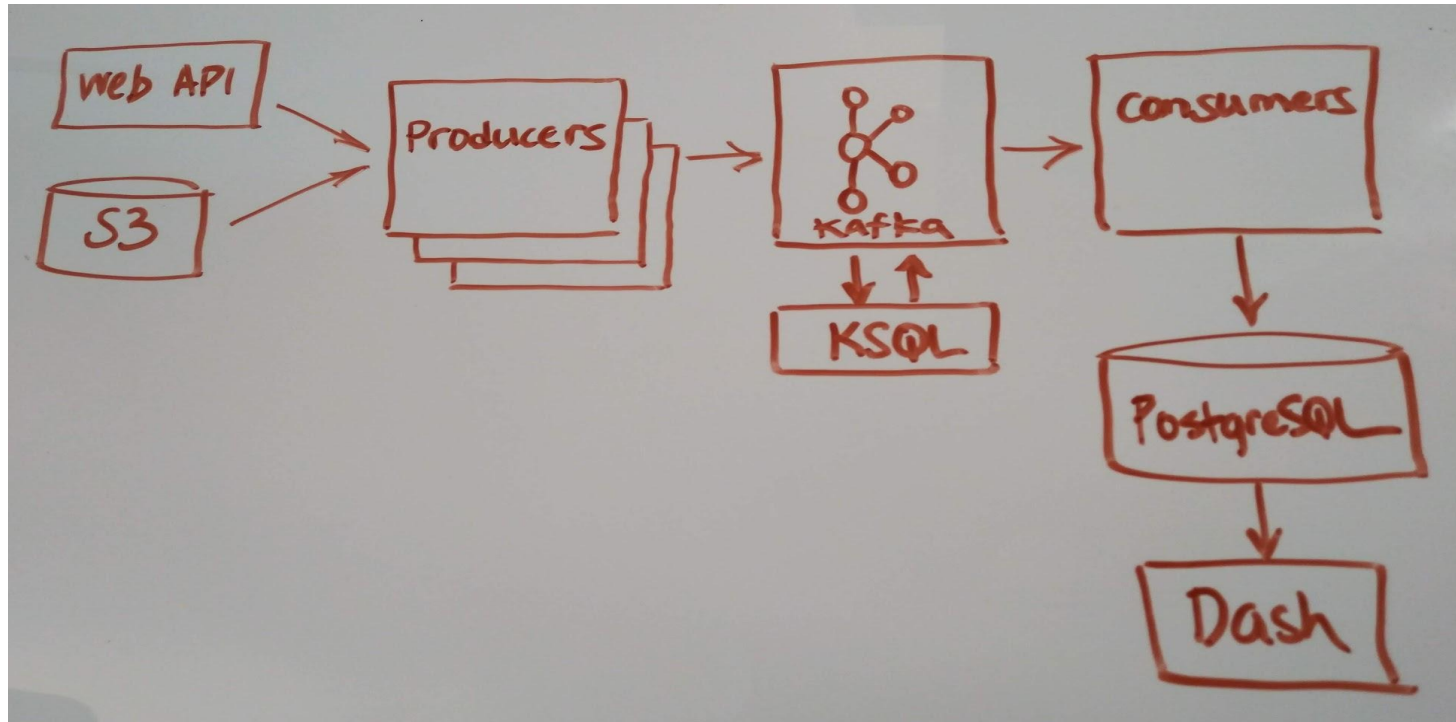 Web API
S3
Producers
Kafka
KSQL
Consumers
PostgreSQL
Dash